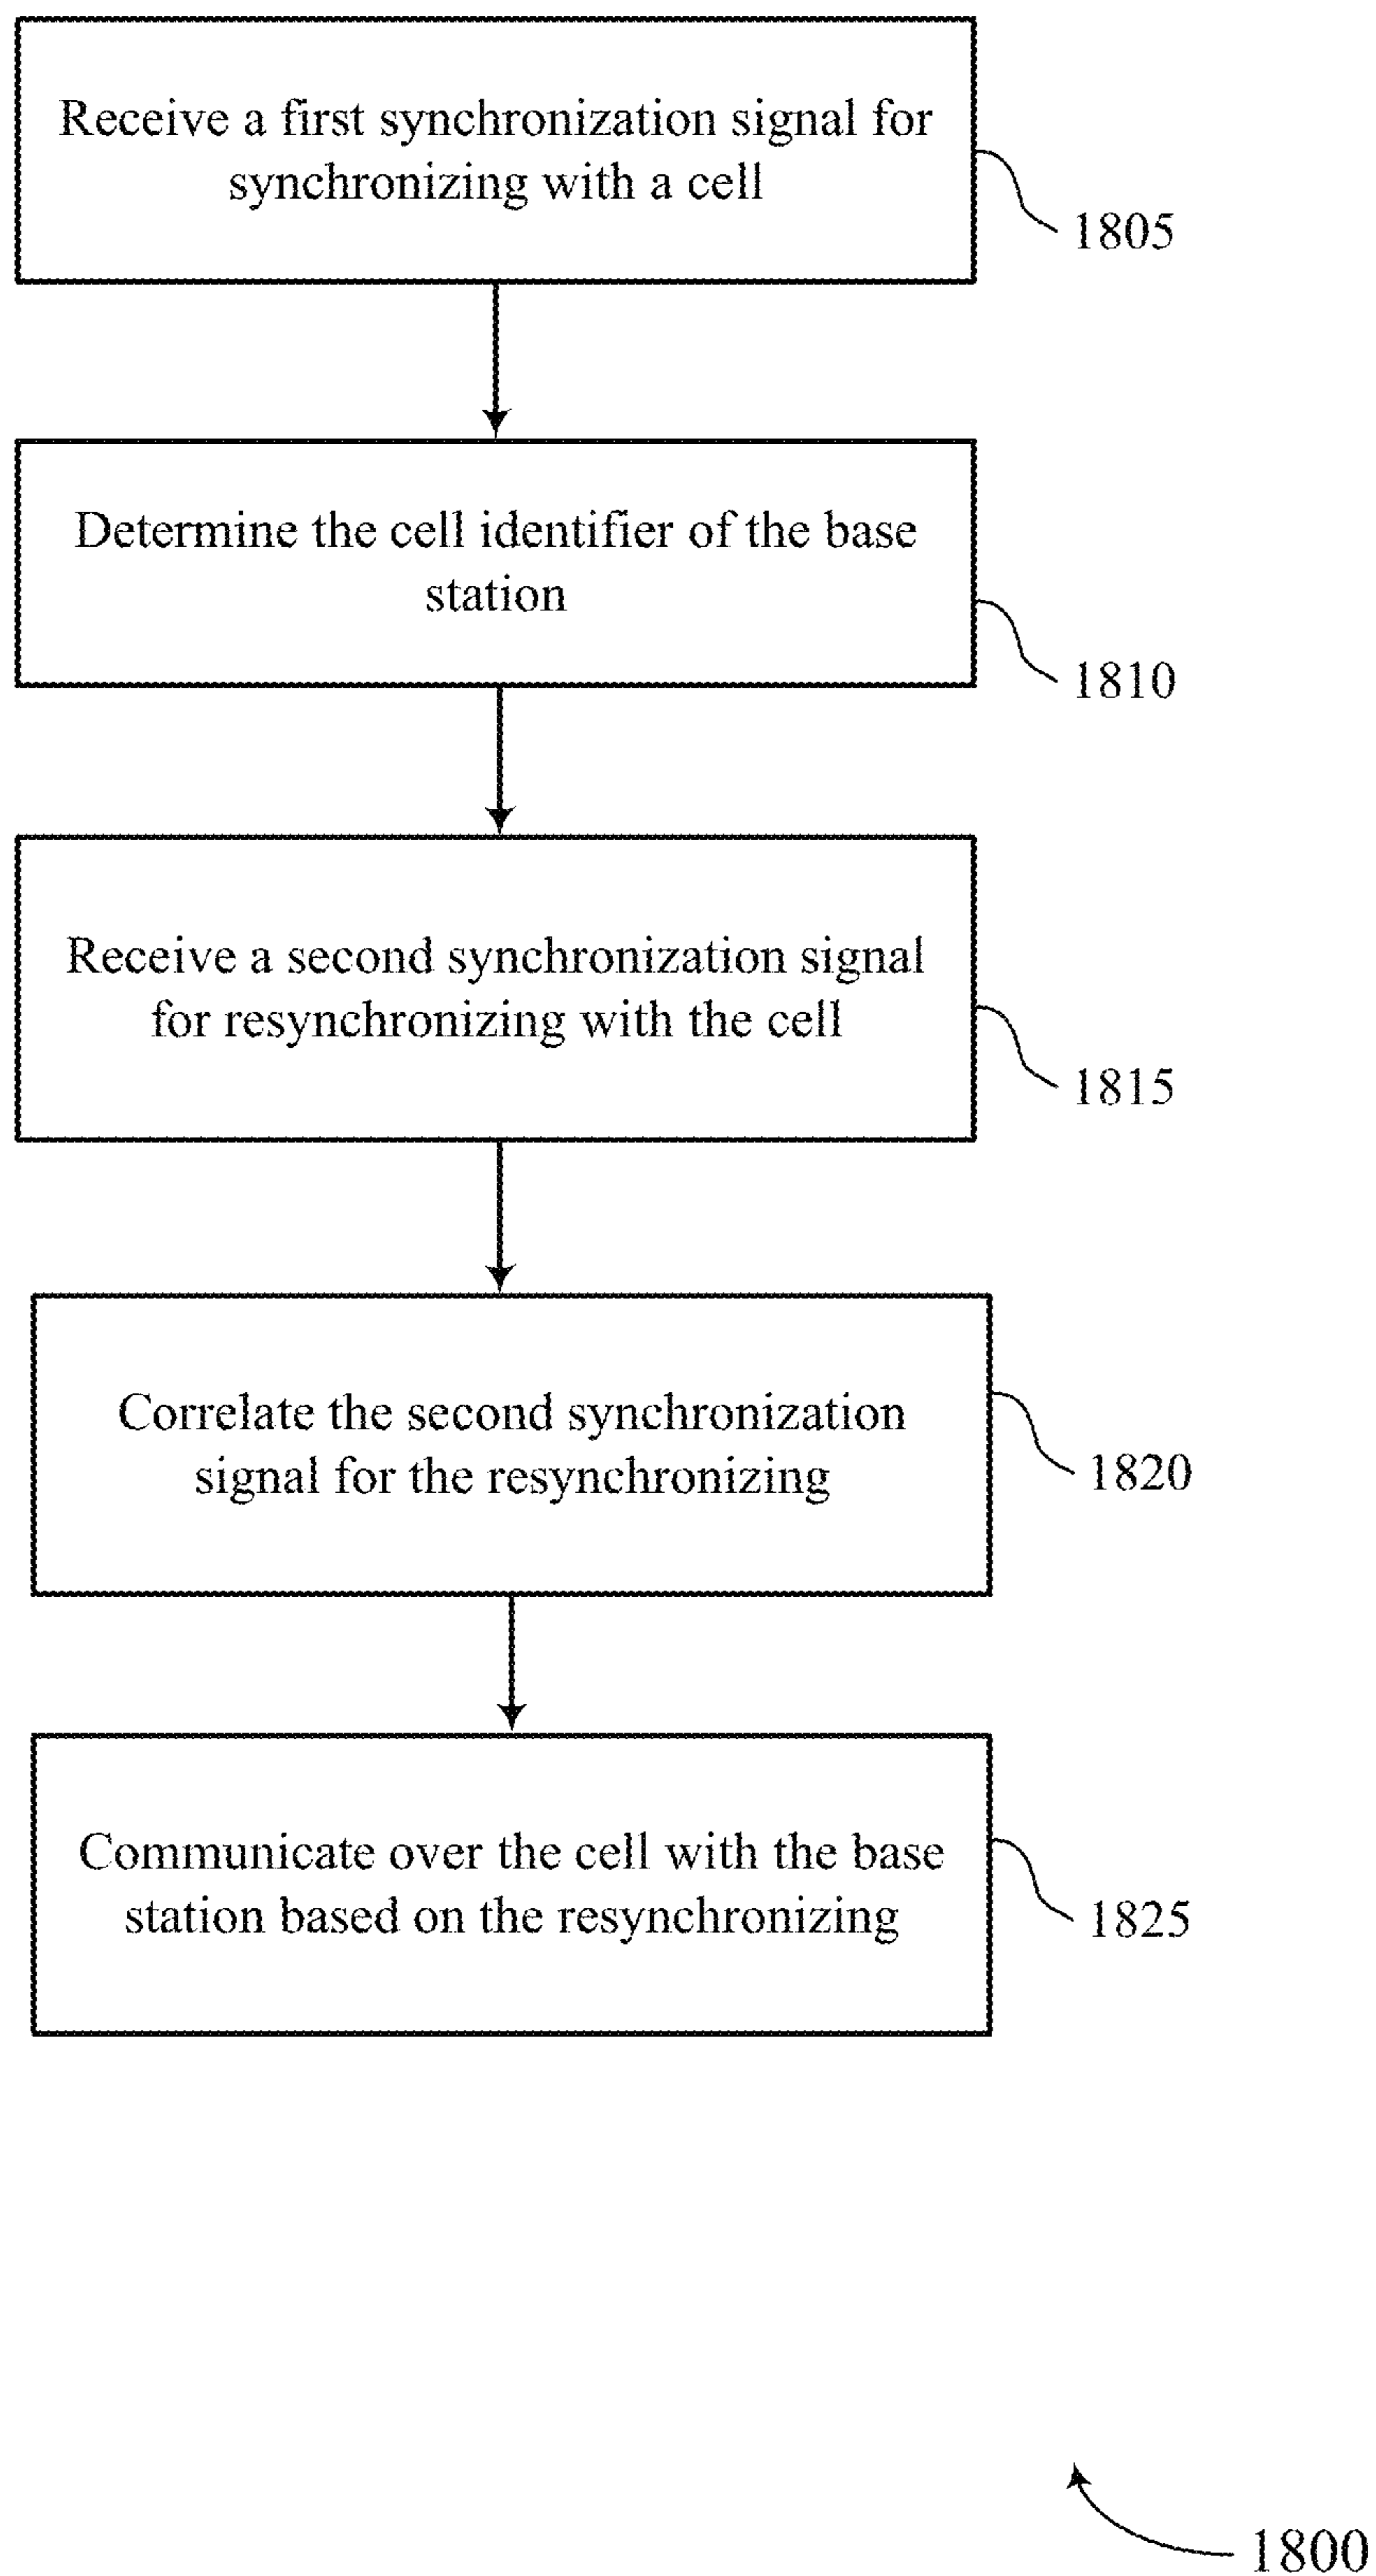 Receive a first synchronization signal for
synchronizing with a cell
1805
Determine the cell identifier of the base
station
1810
Receive a second synchronization signal
for resynchronizing with the cell
1815
Correlate the second synchronization
signal for the resynchronizing
1820
Communicate over the cell with the base
station based on the resynchronizing
1825
1800